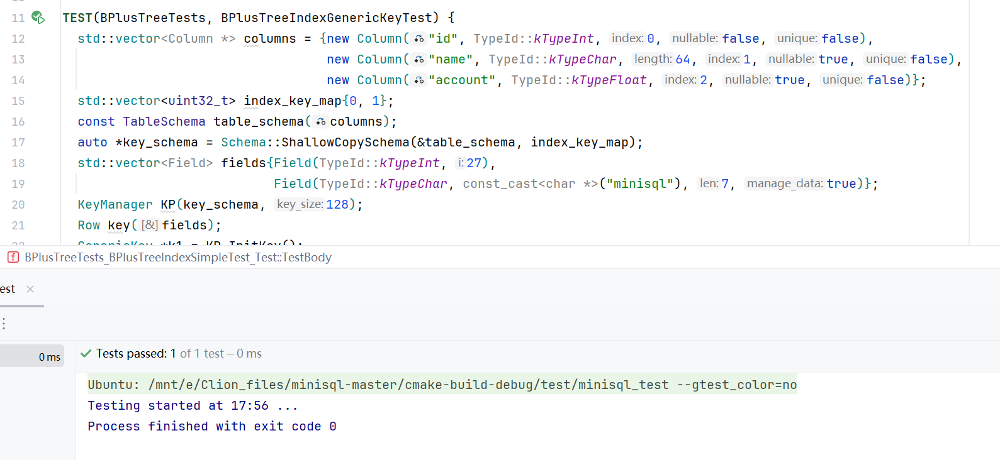 11 TEST(BPlusTreeTests, BPlusTreeIndexGenericKeyTest) {
12 std::vector<Column *> columns = {new Column("id", TypeId::kTypeInt, index: 0, nullable: false, unique: false),
13 new Column("name", TypeId::kTypeChar, length: 64, index: 1, nullable: true, unique: false),
14 new Column("account", TypeId::kTypeFloat, index: 2, nullable: true, unique: false)};
15 std::vector<uint32_t> index_key_map{0, 1};
16 const TableSchema table_schema(columns);
17 auto *key_schema = Schema::ShallowCopySchema(&table_schema, index_key_map);
18 std::vector<Field> fields{Field(TypeId::kTypeInt, i: 27),
19 Field(TypeId::kTypeChar, const_cast<char *>("minisql"), len: 7, manage_data: true)};
20 KeyManager KP(key_schema, key_size: 128);
21 Row key([&] fields);
22 GenericKey *k1 = KP.InitKey();
f BPlusTreeTests_BPlusTreeIndexSimpleTest_Test::TestBody
est
0 ms
Tests passed: 1 of 1 test – 0 ms
Ubuntu: /mnt/e/Clion_files/minisql-master/cmake-build-debug/test/minisql_test --gtest_color=no
Testing started at 17:56 ...
Process finished with exit code 0